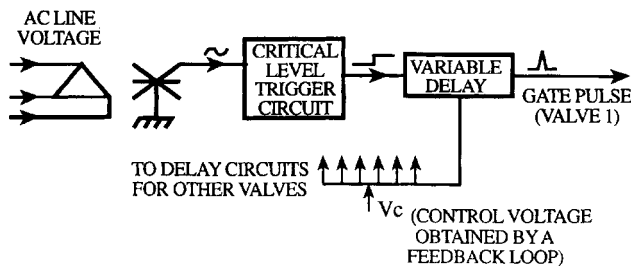 AC LINE
VOLTAGE
CRITICAL
LEVEL
TRIGGER
CIRCUIT
VARIABLE
DELAY
GATE PULSE
(VALVE 1)
TO DELAY CIRCUITS
FOR OTHER VALVES
Vc
(CONTROL VOLTAGE
OBTAINED BY A
FEEDBACK LOOP)